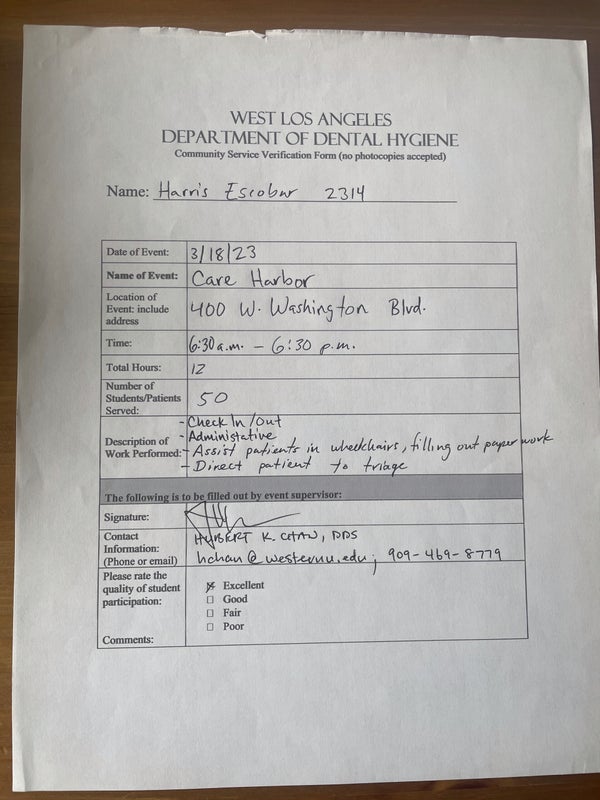 WEST LOS ANGELES
DEPARTMENT OF DENTAL HYGIENE
Community Service Verification Form (no photocopies accepted)
Name: Harris Escobar 2314
Date of Event: 3/18/23
Name of Event: Care Harbor
Location of Event: include address 400 W. Washington Blvd.
Time: 6:30 a.m. – 6:30 p.m.
Total Hours: 12
Number of Students/Patients Served: 50
Description of Work Performed:
- Check In/Out
- Administative
- Assist patients in wheelchairs, filling out paper work
- Direct patient to triage
The following is to be filled out by event supervisor:
Signature:
Contact Information: (Phone or email)
K. CHAN, DDS
hchan@westernu.edu; 909-469-8779
Please rate the quality of student participation:
Excellent
Good
Fair
Poor
Comments: